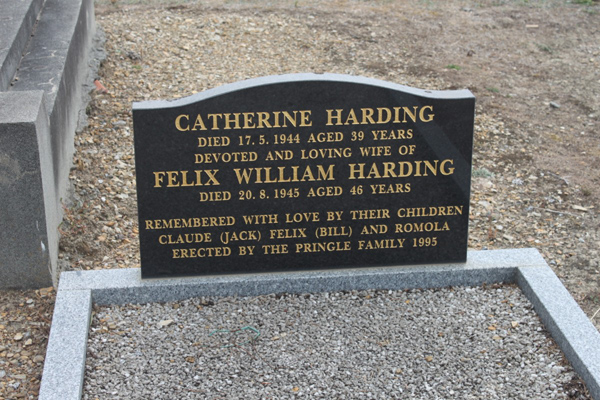 CATHERINE HARDING
DIED 17.5.1944 AGED 39 YEARS
DEVOTED AND LOVING WIFE OF
FELIX WILLIAM HARDING
DIED 20.8.1945 AGED 46 YEARS
REMEMBERED WITH LOVE BY THEIR CHILDREN
CLAUDE (JACK) FELIX (BILL) AND ROMOLA
ERECTED BY THE PRINGLE FAMILY 1995